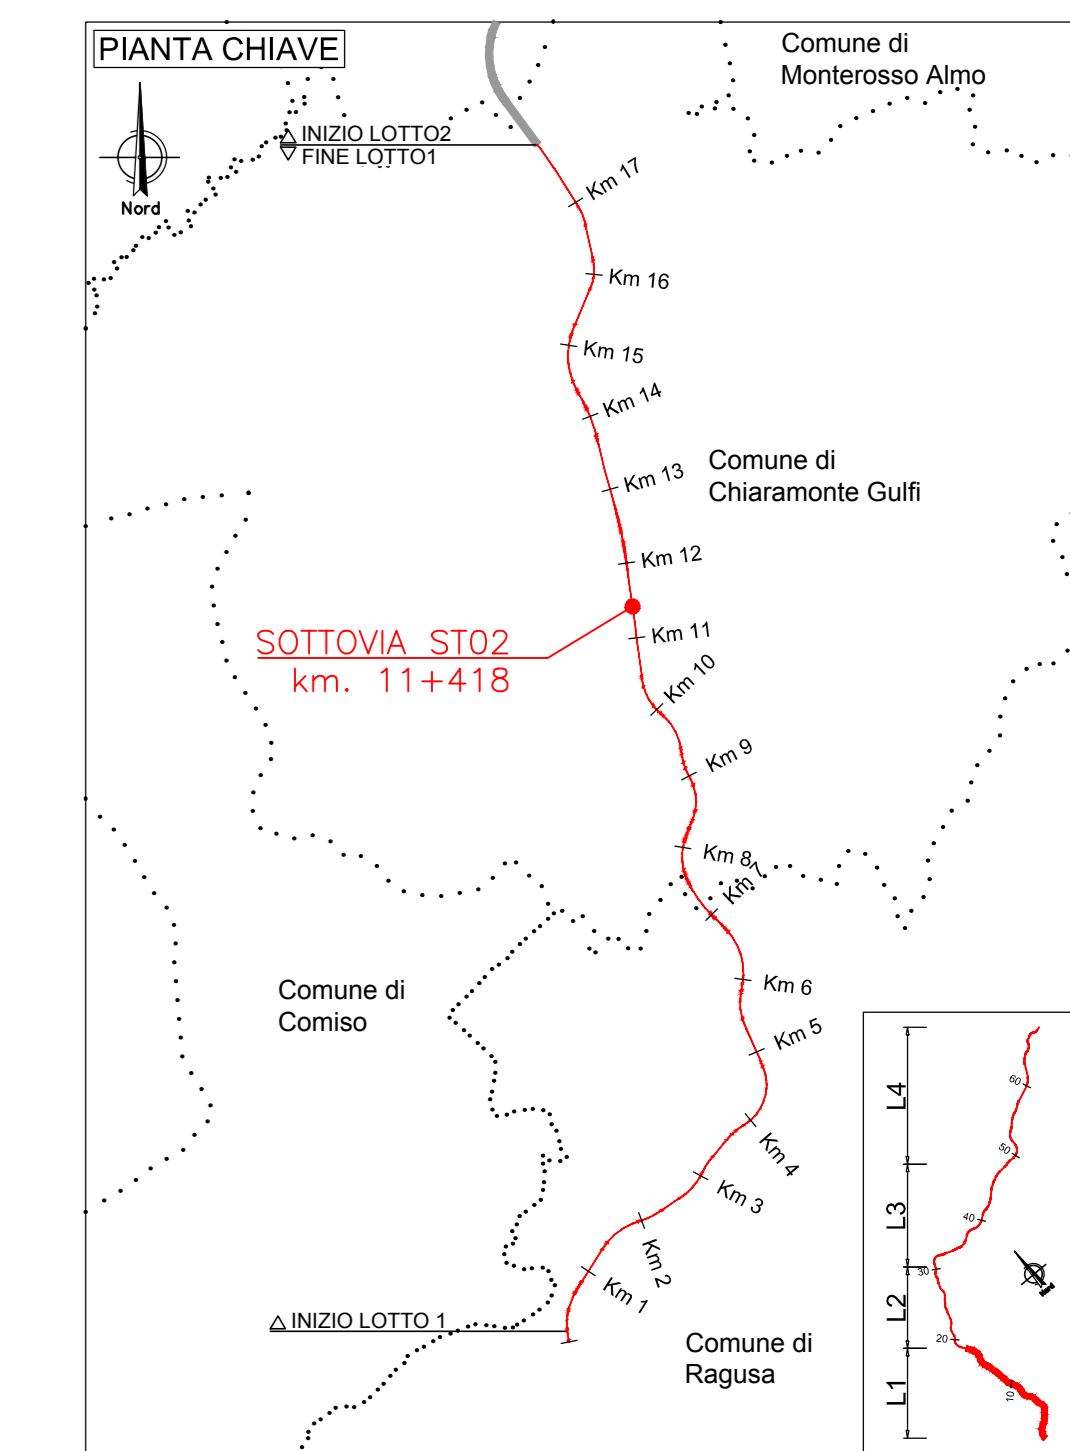 PIANTA CHIAVE
Comune di
Monterosso Almo
Nord
INIZIO LOTTO2
FINE LOTTO1
Km 17
Km 16
Km 15
Km 14
Km 13
Comune di
Chiaramonte Gulfi
Km 12
SOTTOVIA ST02
km. 11+418
Km 11
Km 10
Km 9
Km 8
Km 7
Km 6
Comune di
Comiso
Km 5
Km 4
Km 3
Km 2
Km 1
INIZIO LOTTO 1
Comune di
Ragusa
L4
L3
L2
L1
60
50
40
30
20
10